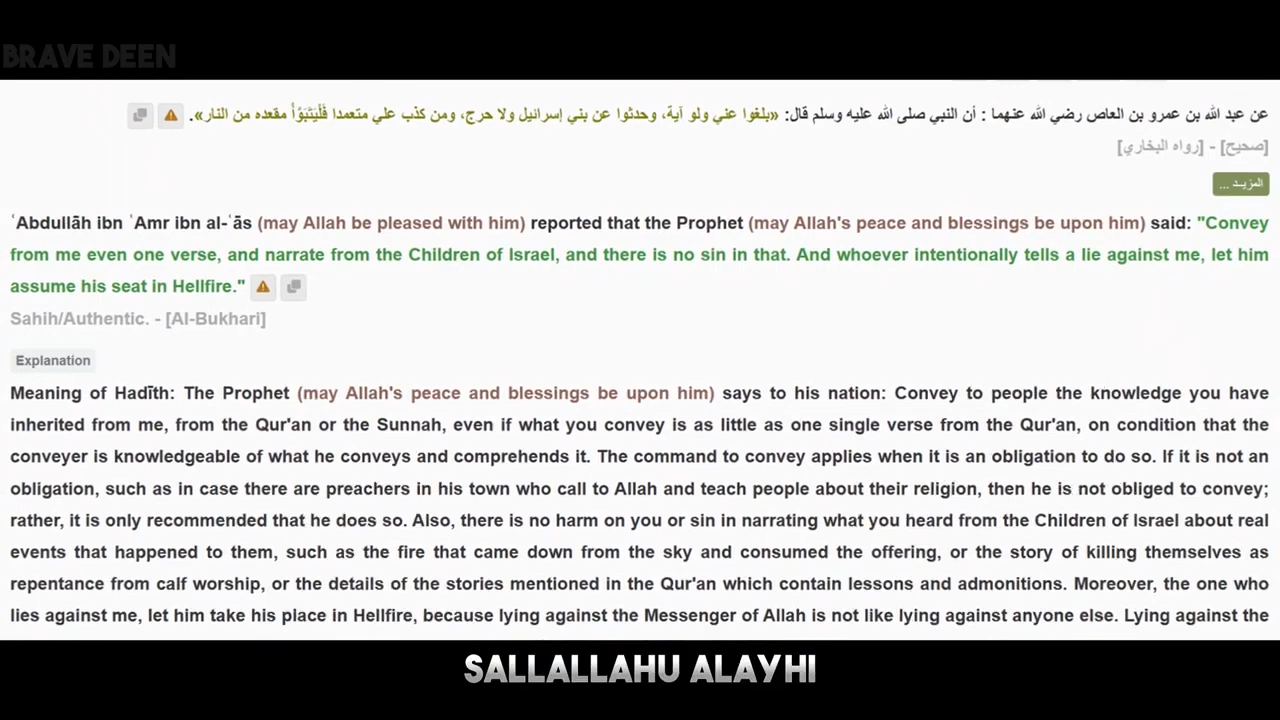 BRAVE DEEN
عن عبد الله بن عمرو بن العاص رضي الله عنهما : أن النبي صلى الله عليه وسلم قال: «بلغوا عني ولو آية، وحدثوا عن بني إسرائيل ولا حرج، ومن كذب علي متعمدا فَلْيَتَبَوَّأْ مقعده من النار».
[صحيح] - [رواه البخاري]
المزيــد ...
ʻAbdullāh ibn ʻAmr ibn al-ʻās (may Allah be pleased with him) reported that the Prophet (may Allah's peace and blessings be upon him) said: "Convey
from me even one verse, and narrate from the Children of Israel, and there is no sin in that. And whoever intentionally tells a lie against me, let him
assume his seat in Hellfire."
Sahih/Authentic. - [Al-Bukhari]
Explanation
Meaning of Hadīth: The Prophet (may Allah's peace and blessings be upon him) says to his nation: Convey to people the knowledge you have
inherited from me, from the Qur'an or the Sunnah, even if what you convey is as little as one single verse from the Qur'an, on condition that the
conveyer is knowledgeable of what he conveys and comprehends it. The command to convey applies when it is an obligation to do so. If it is not an
obligation, such as in case there are preachers in his town who call to Allah and teach people about their religion, then he is not obliged to convey;
rather, it is only recommended that he does so. Also, there is no harm on you or sin in narrating what you heard from the Children of Israel about real
events that happened to them, such as the fire that came down from the sky and consumed the offering, or the story of killing themselves as
repentance from calf worship, or the details of the stories mentioned in the Qur'an which contain lessons and admonitions. Moreover, the one who
lies against me, let him take his place in Hellfire, because lying against the Messenger of Allah is not like lying against anyone else. Lying against the
SALLALLAHU ALAYHI